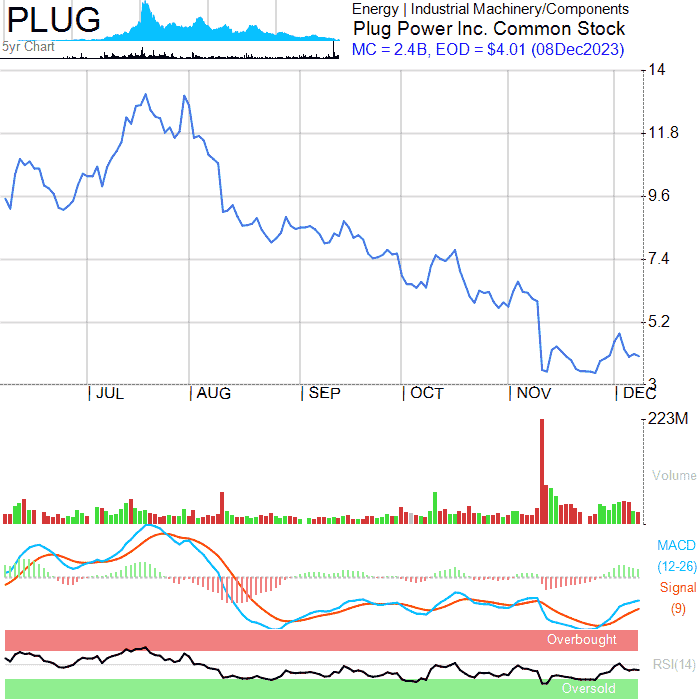 PLUG
5yr Chart
Energy | Industrial Machinery/Components
Plug Power Inc. Common Stock
MC = 2.4B, EOD = $4.01 (08Dec2023)
14
11.8
9.6
7.4
5.2
3
| JUL | AUG | SEP | OCT | NOV | DEC
223M
Volume
MACD
(12-26)
Signal
(9)
Overbought
RSI(14)
Oversold